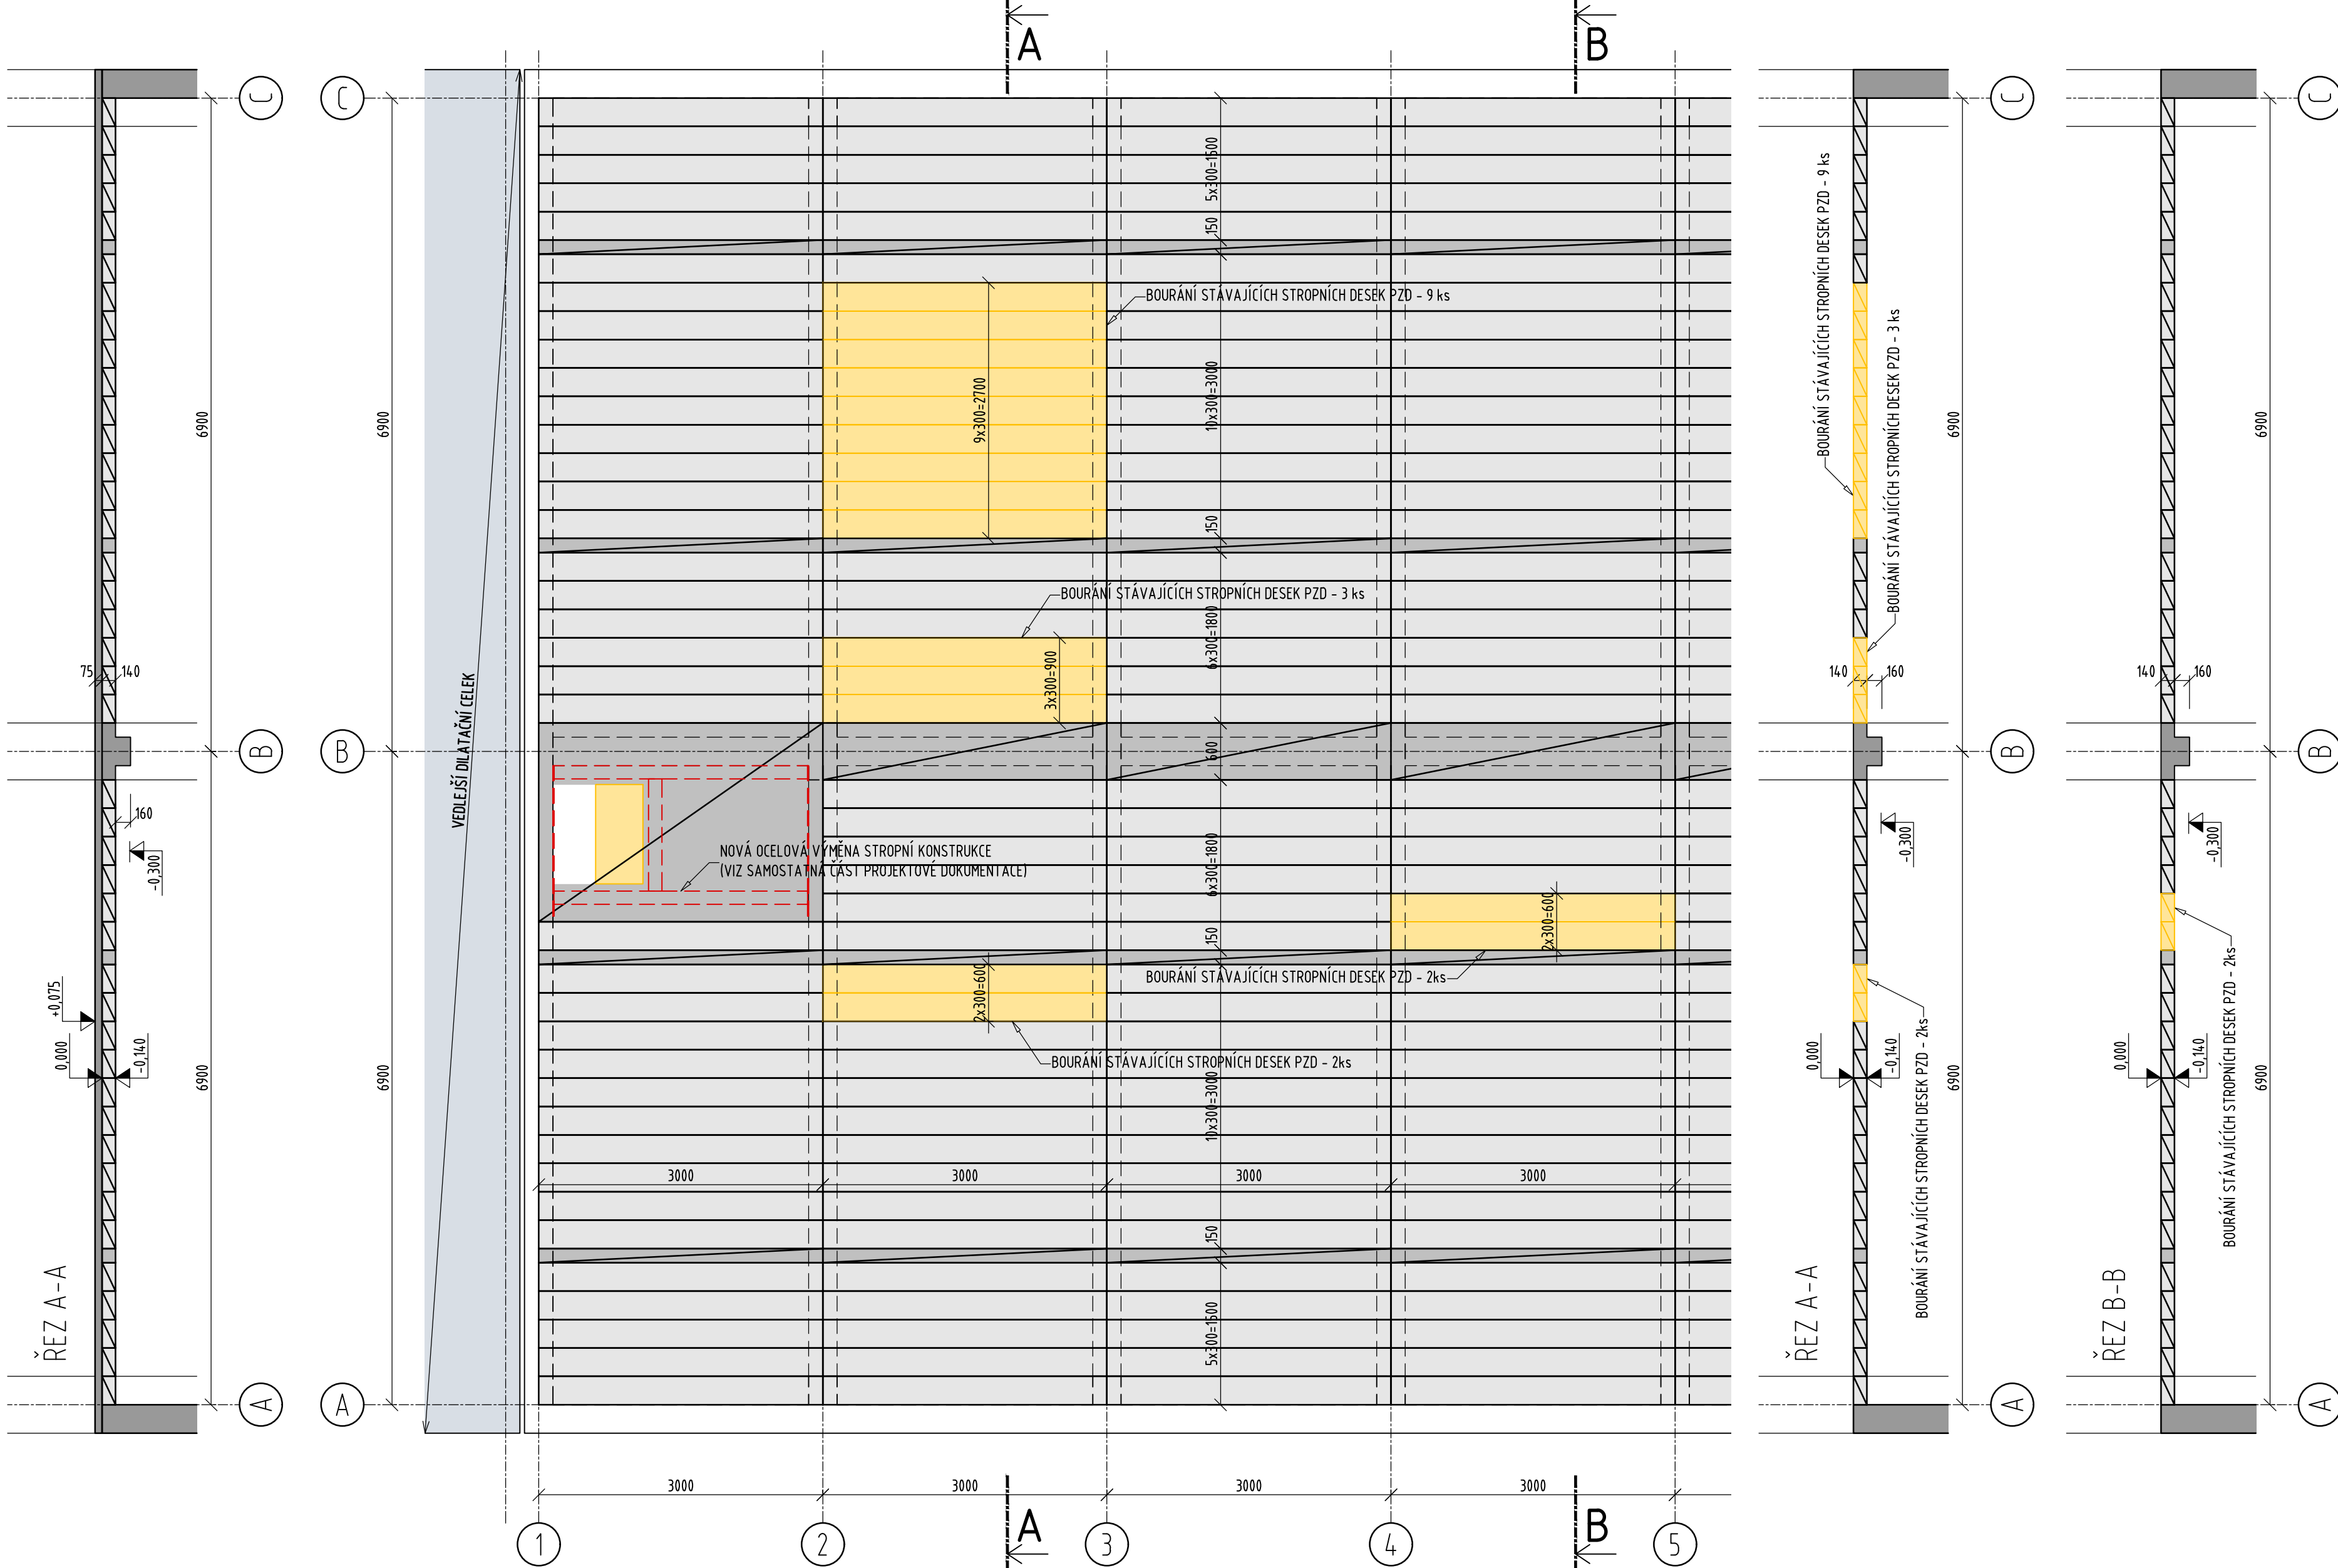 A
B
C
C
C
C
5x300=1500
150
BOURÁNÍ STÁVAJÍCÍCH STROPNÍCH DESEK PZD - 9 ks
BOURÁNÍ STÁVAJÍCÍCH STROPNÍCH DESEK PZD - 9 ks
BOURÁNÍ STÁVAJÍCÍCH STROPNÍCH DESEK PZD - 3 ks
6900
6900
9x300=2700
10x300=3000
6900
6900
150
BOURÁNÍ STÁVAJÍCÍCH STROPNÍCH DESEK PZD - 3 ks
6x300=1800
3x300=900
75
140
140
160
140
160
VEDLEJŠÍ DILATAČNÍ CELEK
B
B
600
B
B
160
-0,300
NOVÁ OCELOVÁ VÝMĚNA STROPNÍ KONSTRUKCE
(VIZ SAMOSTATNÁ ČÁST PROJEKTOVÉ DOKUMENTACE)
6x300=1800
-0,300
-0,300
2x300=600
150
BOURÁNÍ STÁVAJÍCÍCH STROPNÍCH DESEK PZD - 2ks
2x300=600
BOURÁNÍ STÁVAJÍCÍCH STROPNÍCH DESEK PZD - 2ks
+0,075
0,000
-0,140
6900
6900
BOURÁNÍ STÁVAJÍCÍCH STROPNÍCH DESEK PZD - 2ks
10x300=3000
0,000
-0,140
6900
BOURÁNÍ STÁVAJÍCÍCH STROPNÍCH DESEK PZD - 2ks
0,000
-0,140
6900
3000
3000
3000
3000
150
5x300=1500
ŘEZ A-A
ŘEZ A-A
ŘEZ B-B
A
A
A
A
3000
3000
3000
3000
A
B
1
2
3
4
5